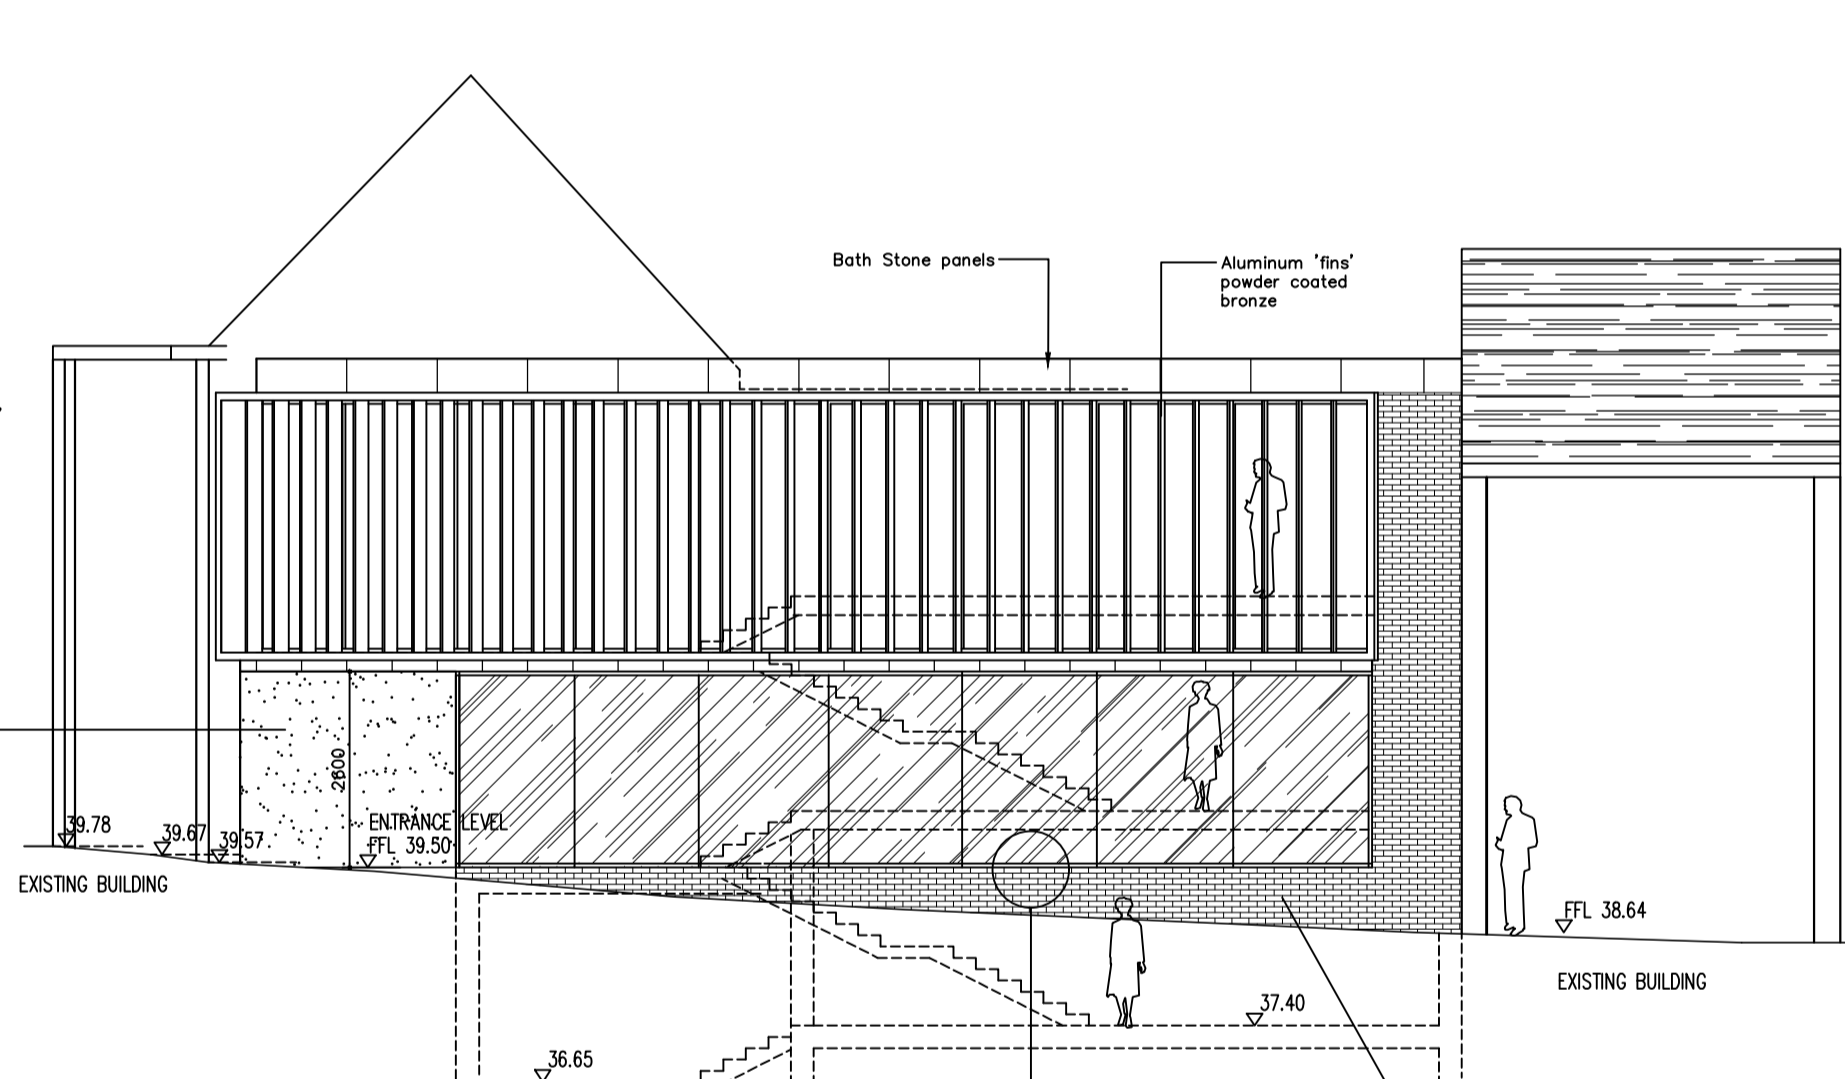 Bath Stone panels
Aluminum 'fins'
powder coated
bronze
2600
39.78
39.67
39.57
ENTRANCE LEVEL
FFL 39.50
EXISTING BUILDING
FFL 38.64
EXISTING BUILDING
37.40
36.65